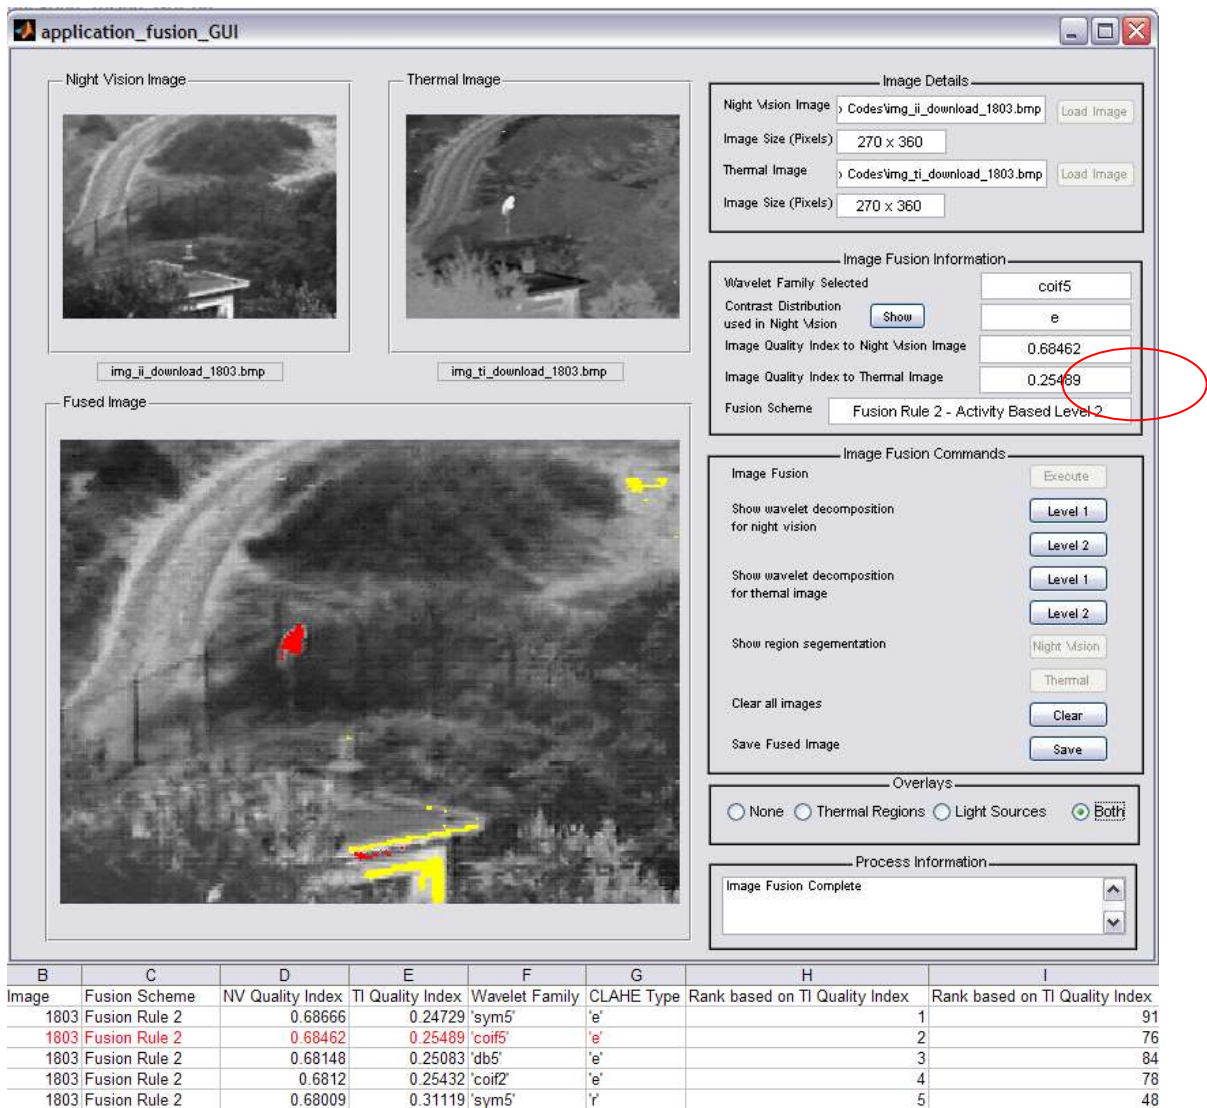 application_fusion_GUI
Night Vision Image
Thermal Image
img_ii_download_1803.bmp
img_ti_download_1803.bmp
Fused Image
Image Details
Night Vision Image
Codes\img_ii_download_1803.bmp
Load Image
Image Size (Pixels)
270 x 360
Thermal Image
Codes\img_ti_download_1803.bmp
Load Image
Image Size (Pixels)
270 x 360
Image Fusion Information
Wavelet Family Selected
coif5
Contrast Distribution
used in Night Vision
Show
e
Image Quality Index to Night Vision Image
0.68462
Image Quality Index to Thermal Image
0.25489
Fusion Scheme
Fusion Rule 2 - Activity Based Level 2
Image Fusion Commands
Image Fusion
Execute
Show wavelet decomposition
for night vision
Level 1
Level 2
Show wavelet decomposition
for themal image
Level 1
Level 2
Show region segementation
Night Vision
Thermal
Clear all images
Clear
Save Fused Image
Save
Overlays
None Thermal Regions Light Sources Both
Process Information
Image Fusion Complete
B C D E F G H I
Image Fusion Scheme NV Quality Index TI Quality Index Wavelet Family CLAHE Type Rank based on TI Quality Index Rank based on TI Quality Index
1803 Fusion Rule 2 0.68666 0.24729 'sym5' 'e' 1 91
1803 Fusion Rule 2 0.68462 0.25489 'coif5' 'e' 2 76
1803 Fusion Rule 2 0.68148 0.25083 'db5' 'e' 3 84
1803 Fusion Rule 2 0.6812 0.25432 'coif2' 'e' 4 78
1803 Fusion Rule 2 0.68009 0.31119 'sym5' 'r' 5 48